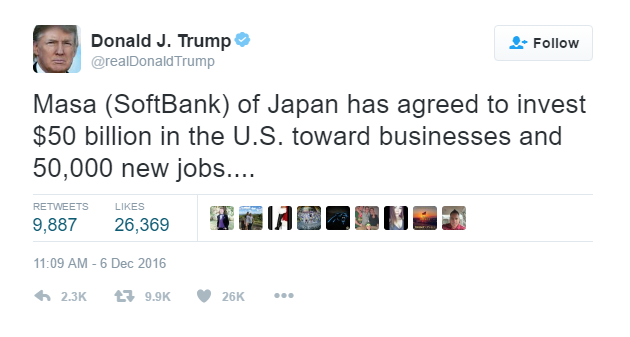 Donald J. Trump
Follow
@realDonaldTrump
Masa (SoftBank) of Japan has agreed to invest
$50 billion in the U.S. toward businesses and
50,000 new jobs....
RETWEETS LIKES
9,887 26,369
11:09 AM - 6 Dec 2016
2.3K 9.9K 26K